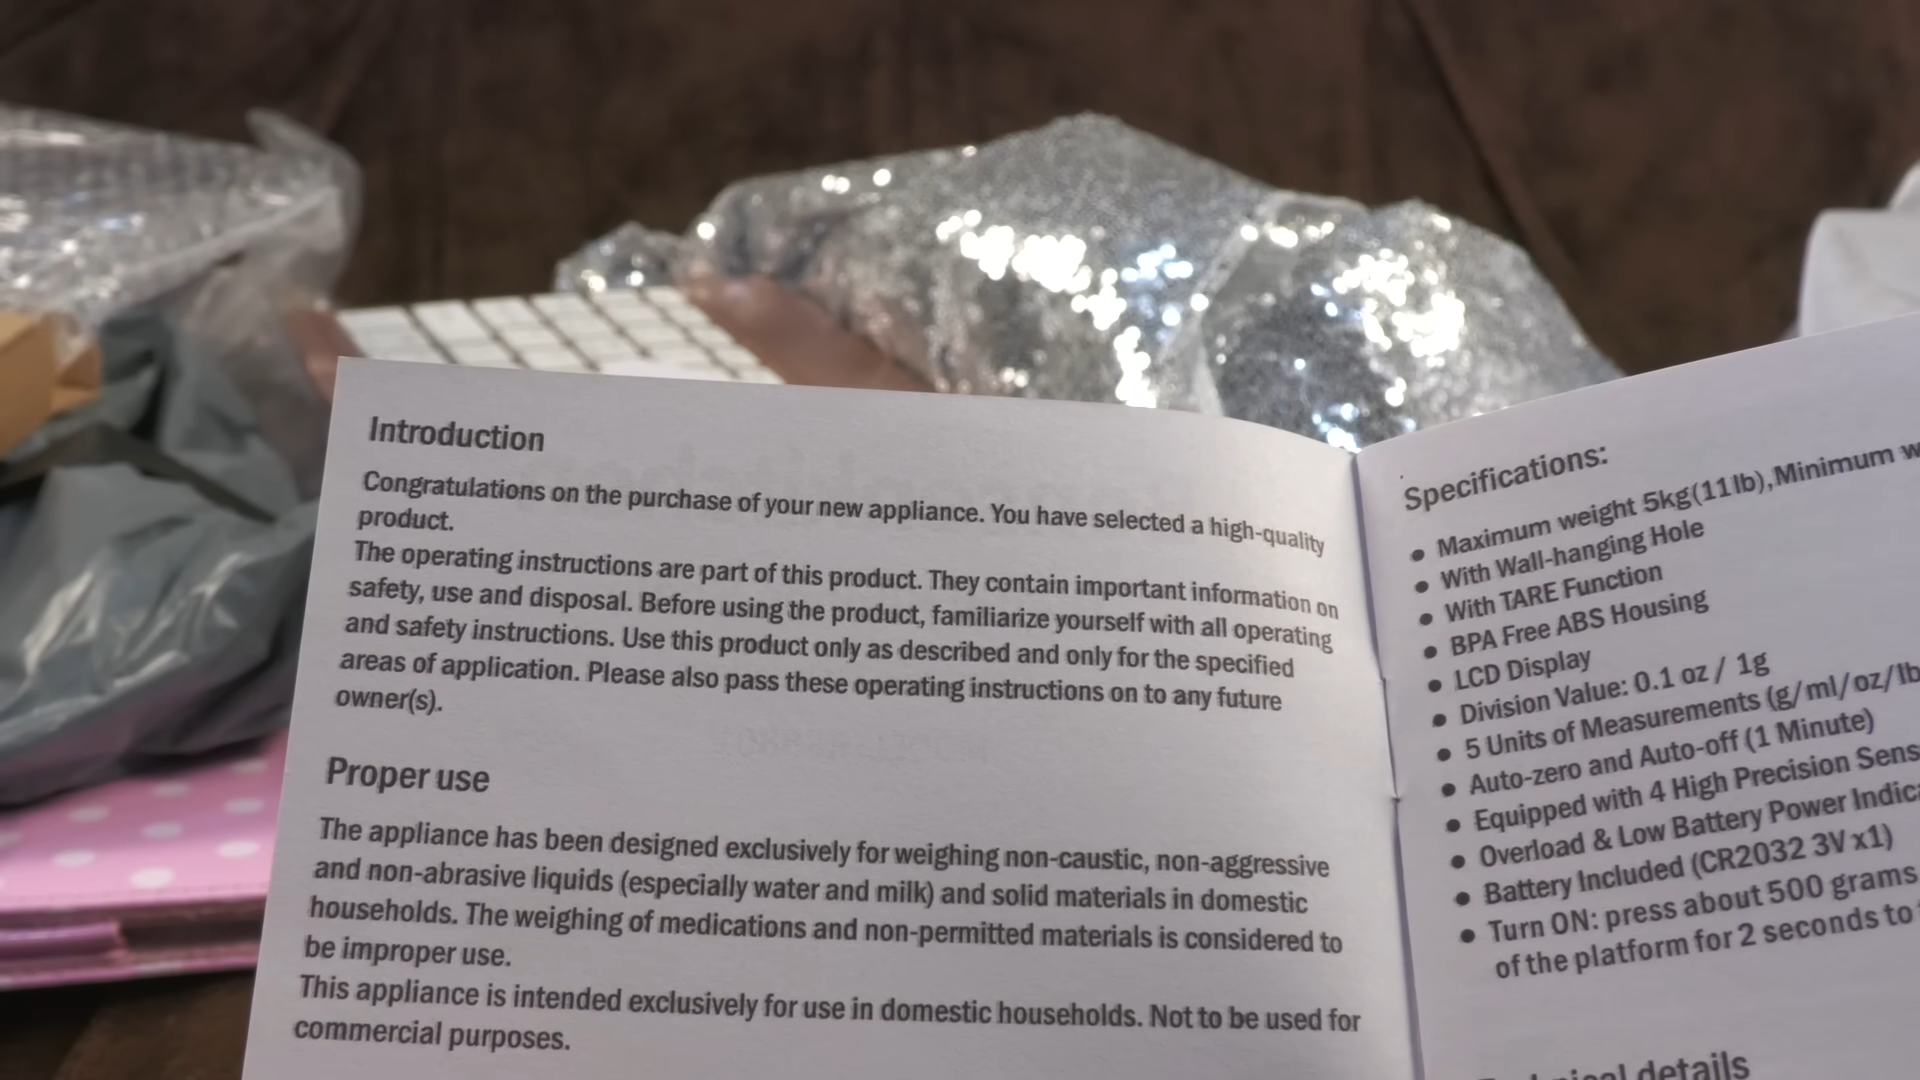 Introduction
Congratulations on the purchase of your new appliance. You have selected a high-quality
product.
The operating instructions are part of this product. They contain important information on
safety, use and disposal. Before using the product, familiarize yourself with all operating
and safety instructions. Use this product only as described and only for the specified
areas of application. Please also pass these operating instructions on to any future
owner(s).
Proper use
The appliance has been designed exclusively for weighing non-caustic, non-aggressive
and non-abrasive liquids (especially water and milk) and solid materials in domestic
households. The weighing of medications and non-permitted materials is considered to
be improper use.
This appliance is intended exclusively for use in domestic households. Not to be used for
commercial purposes.
Specifications:
● Maximum weight 5kg(11lb),Minimum w
● With Wall-hanging Hole
● With TARE Function
● BPA Free ABS Housing
● LCD Display
● Division Value: 0.1 oz / 1g
● 5 Units of Measurements (g/ml/oz/lb
● Auto-zero and Auto-off (1 Minute)
● Equipped with 4 High Precision Sens
● Overload & Low Battery Power Indica
● Battery Included (CR2032 3V x1)
● Turn ON: press about 500 grams
of the platform for 2 seconds to
details